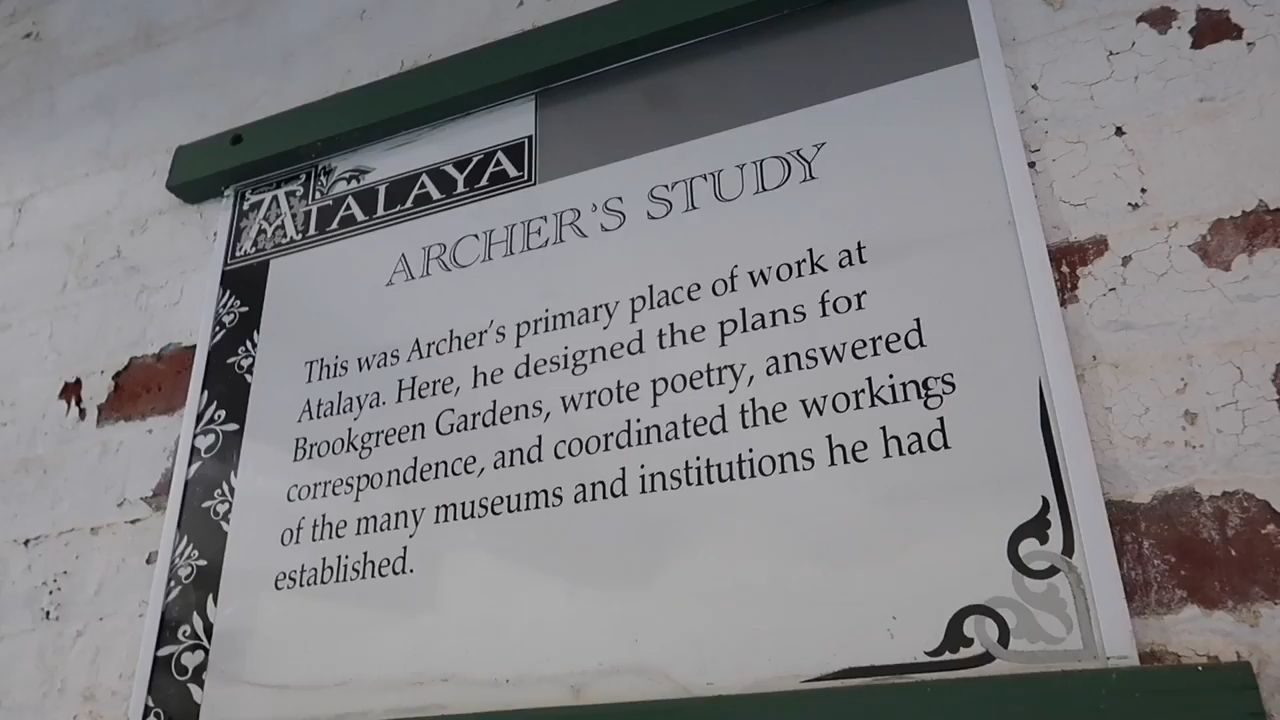 ATALAYA
ARCHER'S STUDY
This was Archer's primary place of work at
Atalaya. Here, he designed the plans for
Brookgreen Gardens, wrote poetry, answered
correspondence, and coordinated the workings
of the many museums and institutions he had
established.